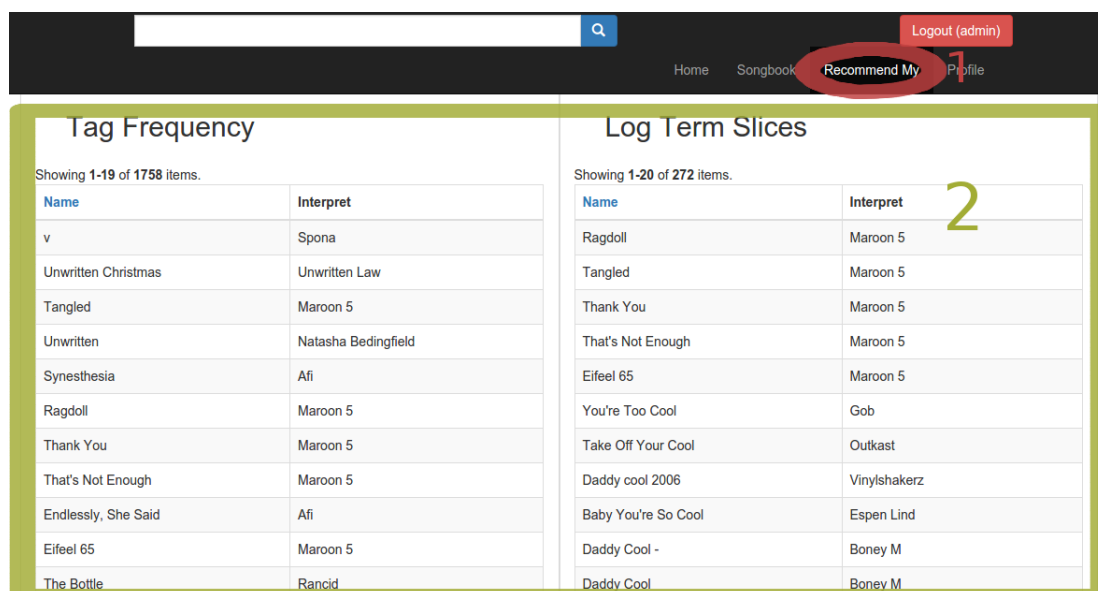 Logout (admin)
Home Songbook Recommend My Profile
1
Tag Frequency
Showing 1-19 of 1758 items.
Name Interpret
v Spona
Unwritten Christmas Unwritten Law
Tangled Maroon 5
Unwritten Natasha Bedingfield
Synesthesia Afi
Ragdoll Maroon 5
Thank You Maroon 5
That's Not Enough Maroon 5
Endlessly, She Said Afi
Eifeel 65 Maroon 5
The Bottle Rancid
Log Term Slices
Showing 1-20 of 272 items.
2
Name Interpret
Ragdoll Maroon 5
Tangled Maroon 5
Thank You Maroon 5
That's Not Enough Maroon 5
Eifeel 65 Maroon 5
You're Too Cool Gob
Take Off Your Cool Outkast
Daddy cool 2006 Vinylshakerz
Baby You're So Cool Espen Lind
Daddy Cool - Boney M
Daddy Cool Boney M